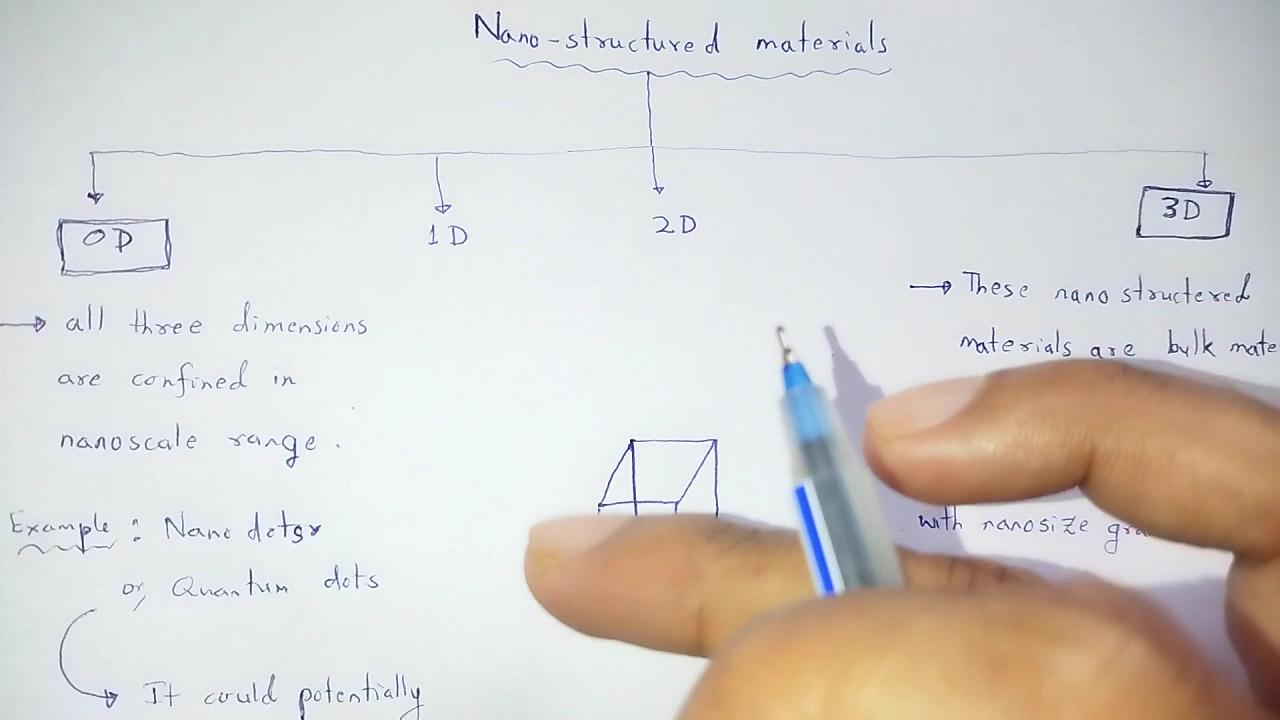 Nano-structured materials
0D
1D
2D
3D
→ all three dimensions
are confined in
nanoscale range.
Example: Nano dots
or, Quantum dots
It could potentially
→ These nano structered
materials are bulk mate
with nanosize